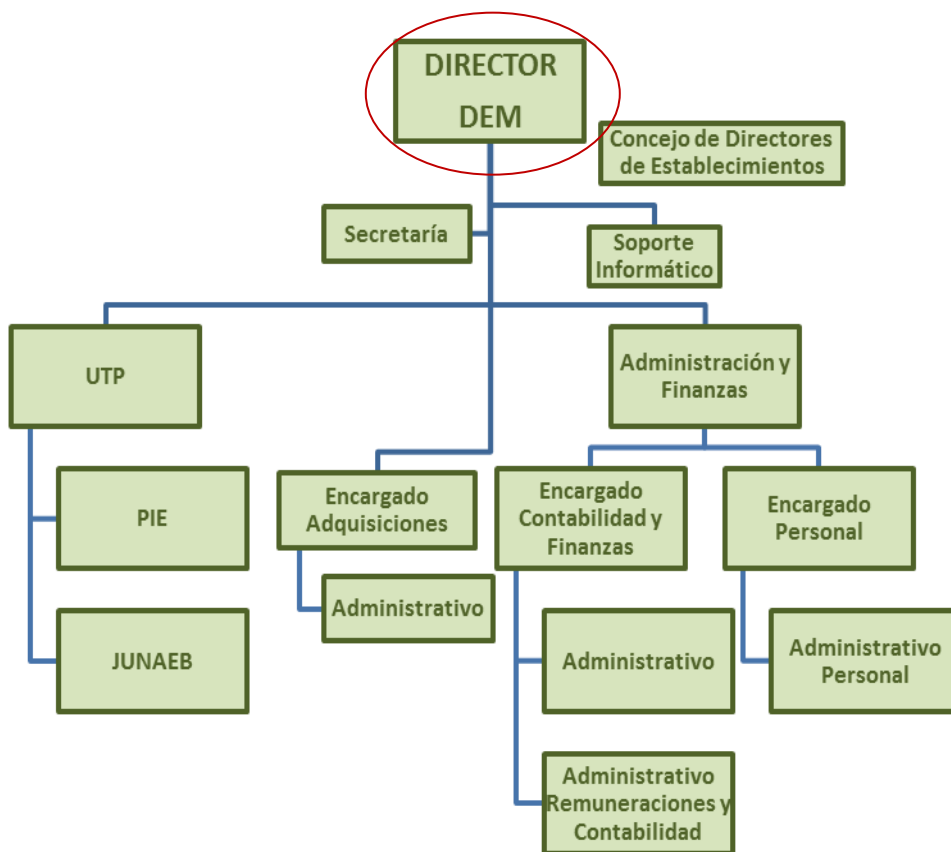 DIRECTOR
DEM
Concejo de Directores
de Establecimientos
Secretaría
Soporte
Informático
UTP
Administración y
Finanzas
PIE
Encargado
Adquisiciones
Encargado
Contabilidad y
Finanzas
Encargado
Personal
Administrativo
JUNAEB
Administrativo
Administrativo
Personal
Administrativo
Remuneraciones y
Contabilidad